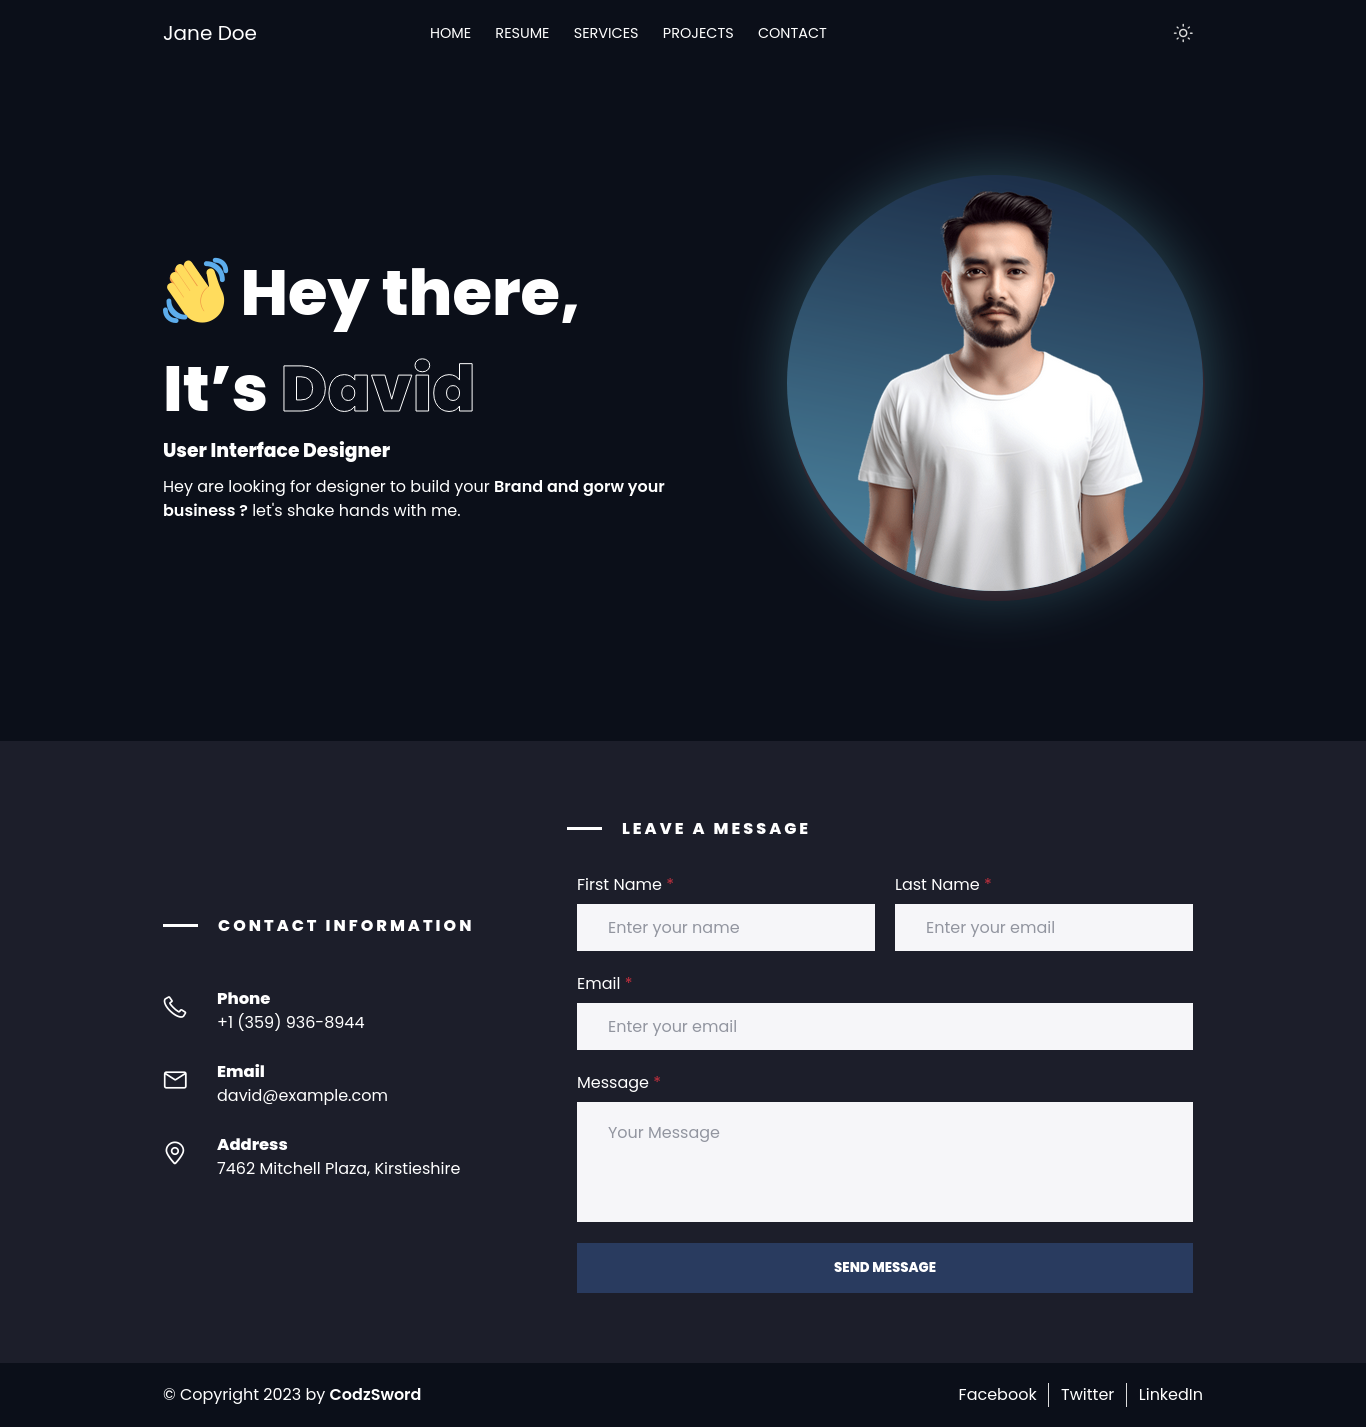 Jane Doe
HOME RESUME SERVICES PROJECTS CONTACT
👋 Hey there,
It’s David
User Interface Designer
Hey are looking for designer to build your Brand and gorw your
business ? let's shake hands with me.
CONTACT INFORMATION
Phone
+1 (359) 936-8944
Email
david@example.com
Address
7462 Mitchell Plaza, Kirstieshire
LEAVE A MESSAGE
First Name *
Enter your name
Last Name *
Enter your email
Email *
Enter your email
Message *
Your Message
SEND MESSAGE
© Copyright 2023 by CodzSword
Facebook Twitter LinkedIn